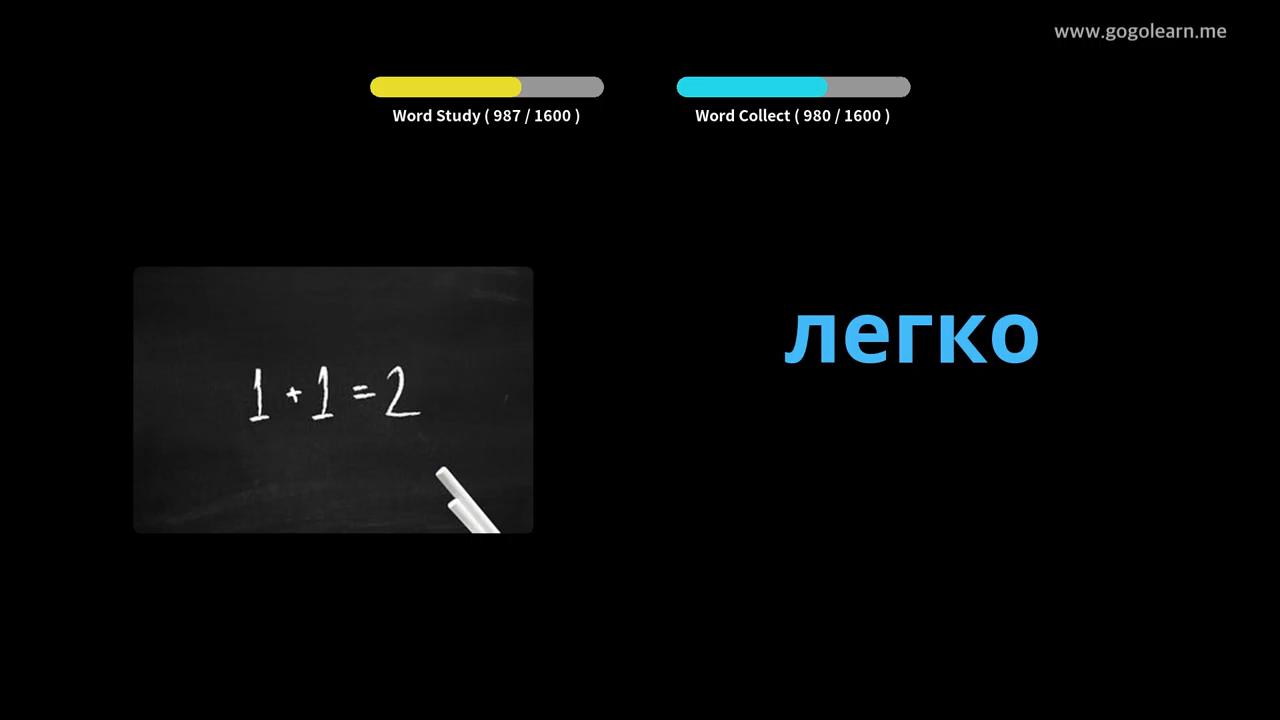 www.gogolearn.me
Word Study ( 987 / 1600 )
Word Collect ( 980 / 1600 )
1 + 1 = 2
легко